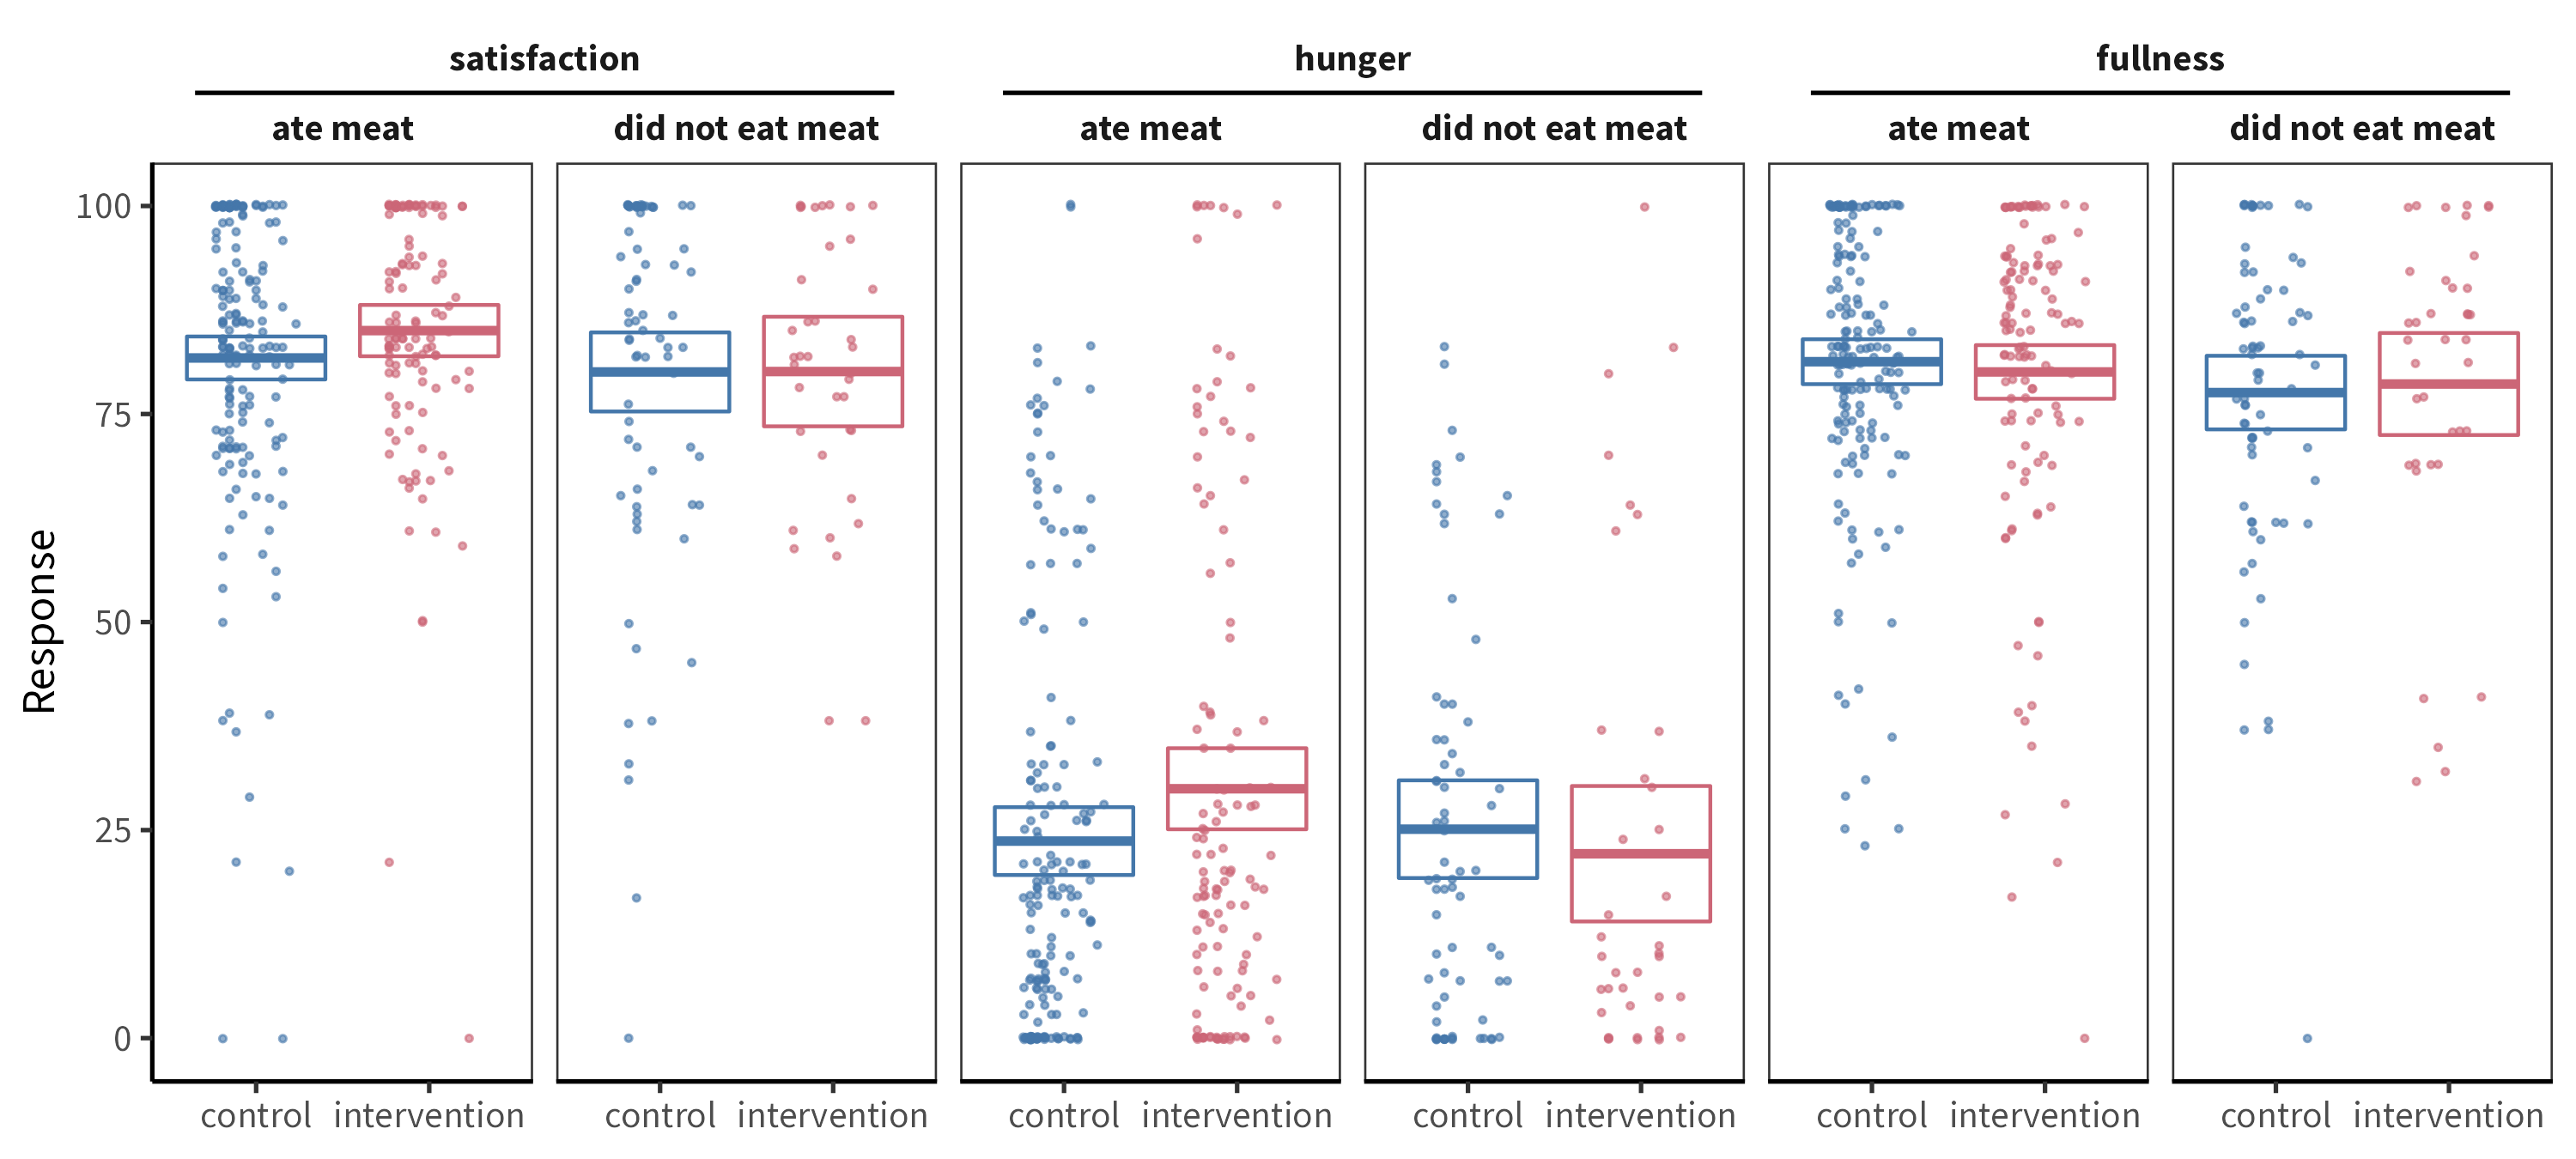 satisfaction hunger fullness
ate meat did not eat meat ate meat did not eat meat ate meat did not eat meat
Response
100
75
50
25
0
control intervention control intervention control intervention control intervention control intervention control intervention